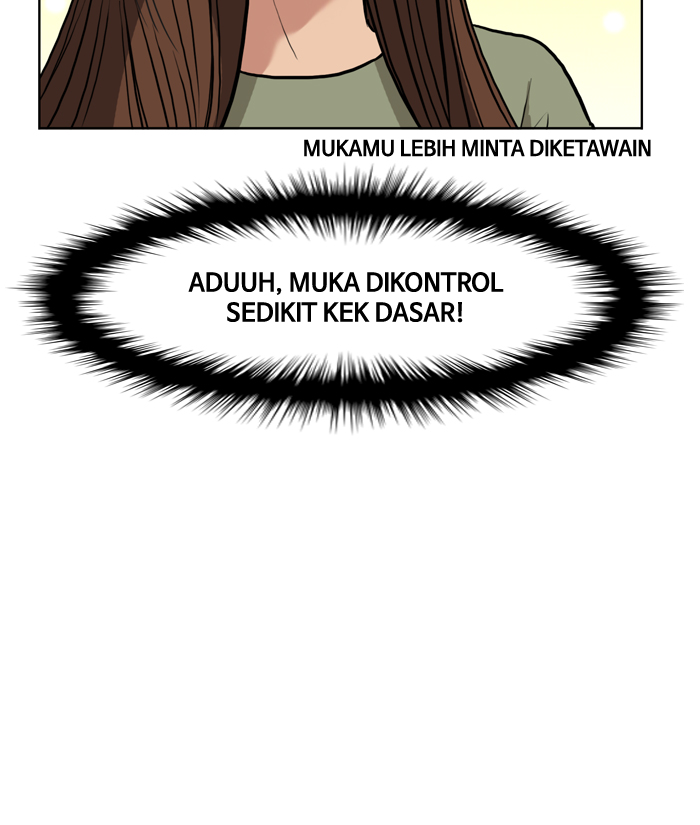 MUKAMU LEBIH MINTA DIKETAWAIN
ADUUH, MUKA DIKONTROL
SEDIKIT KEK DASAR!